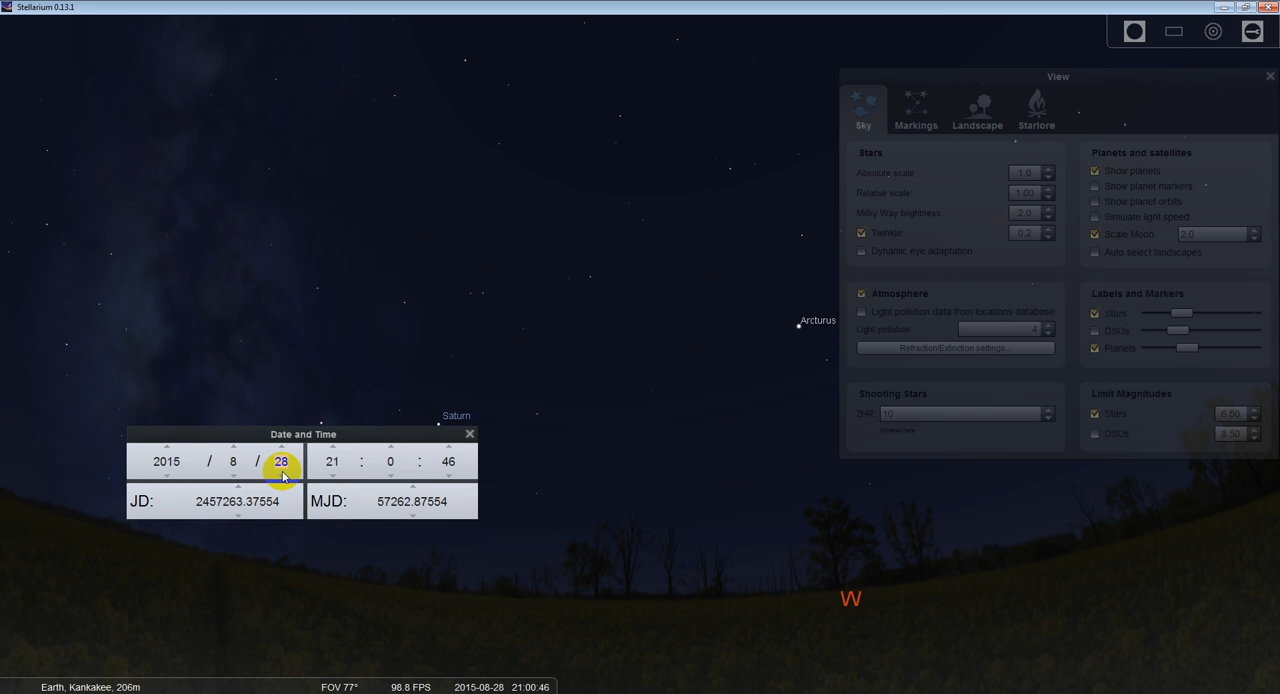 Stellarium 0.13.1
View
Sky
Markings
Landscape
Starlore
Stars
Absolute scale: 1.0
Relative scale: 1.00
Milky Way brightness: 2.0
Twinkle: 0.2
Dynamic eye adaptation
Planets and satellites
Show planets
Show planet markers
Show planet orbits
Simulate light speed
Scale Moon: 2.0
Auto select landscapes
Atmosphere
Light pollution data from locations database
Light pollution: 4
Refraction/Extinction settings...
Labels and Markers
Stars
DSOs
Planets
Shooting Stars
ZHR: 10
normal rate
Limit Magnitudes
Stars 6.50
DSOs 8.50
Arcturus
Saturn
Date and Time
2015 / 8 / 28 21 : 0 : 46
JD: 2457263.37554 MJD: 57262.87554
W
Earth, Kankakee, 206m FOV 77° 98.8 FPS 2015-08-28 21:00:46